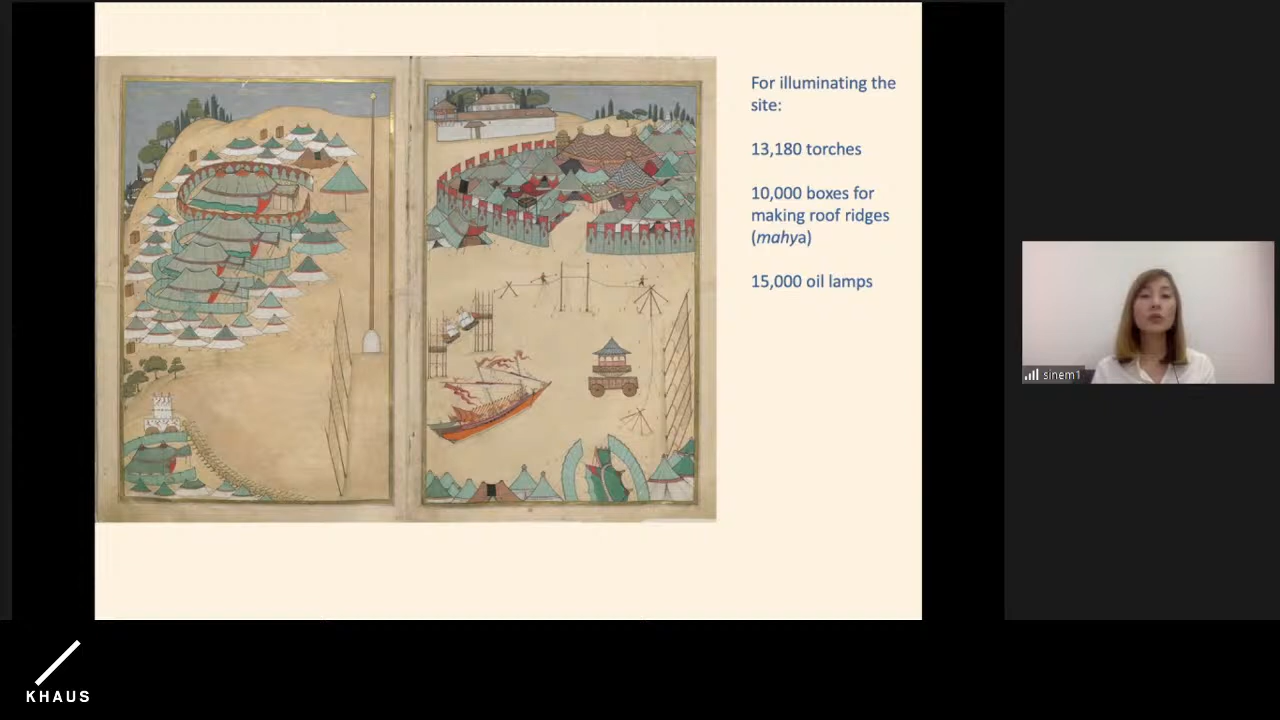 For illuminating the
site:
13,180 torches
10,000 boxes for
making roof ridges
(mahya)
15,000 oil lamps
sinem1
KHAUS